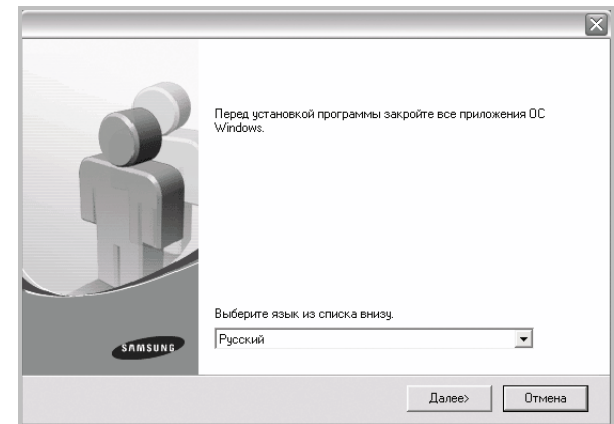 Перед установкой программы закройте все приложения ОС
Windows.
Выберите язык из списка внизу.
Русский
SAMSUNG
Далее>
Отмена